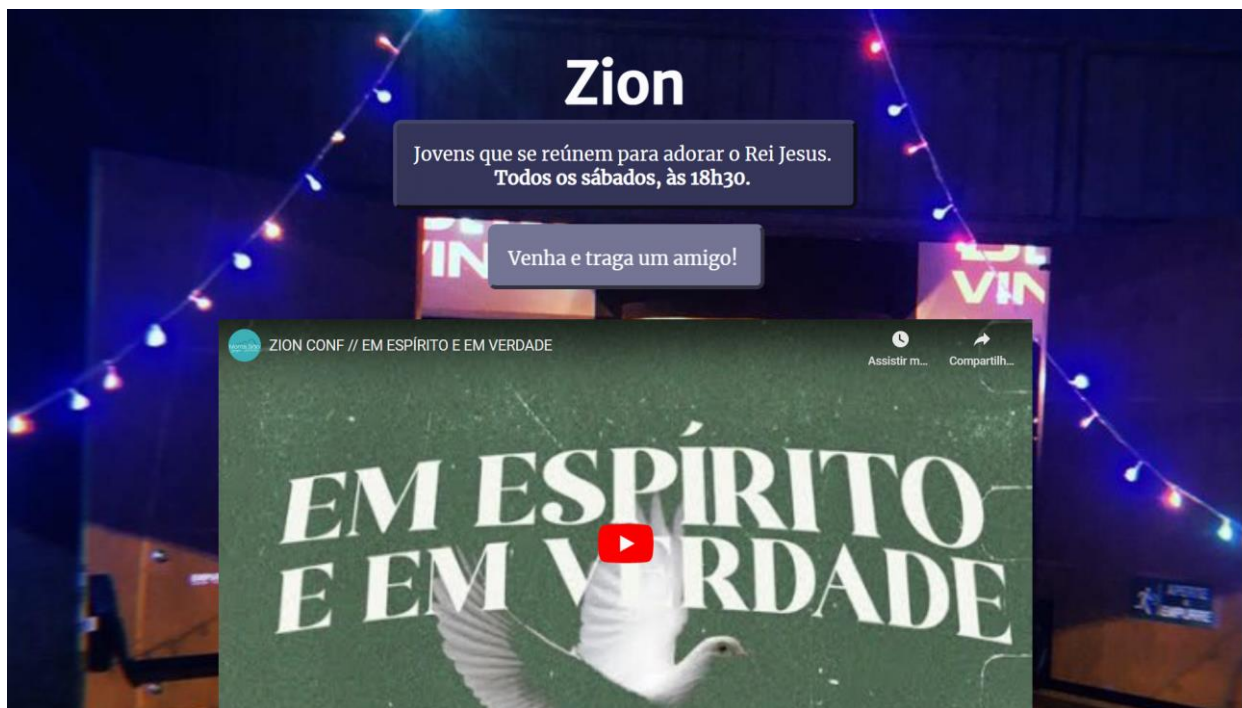 Zion
Jovens que se reúnem para adorar o Rei Jesus.
Todos os sábados, às 18h30.
Venha e traga um amigo!
VIN
ZION CONF // EM ESPÍRITO E EM VERDADE
Assistir m...
Compartilh...
EM ESPÍRITO
E EM VERDADE